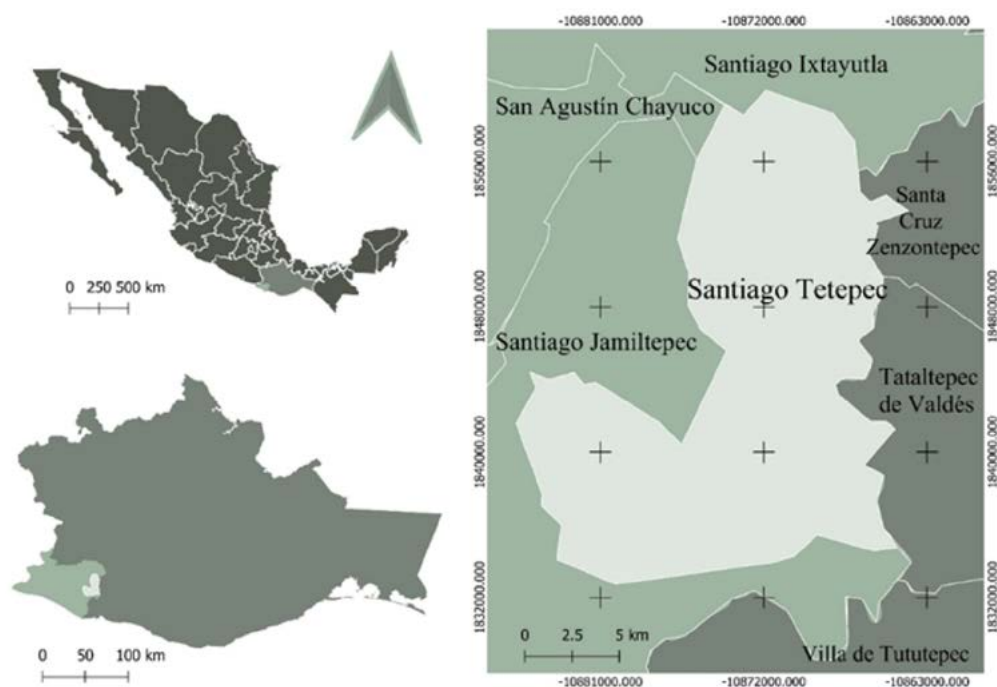 0 250 500 km
0 50 100 km
-10881000.000 -10872000.000 -10863000.000
Santiago Ixtayutla
San Agustín Chayuco
1856000.000
1856000.000
Santa
Cruz
Zenzontepec
Santiago Tetepec
1848000.000
1848000.000
Santiago Jamiltepec
Tataltepec
de Valdés
1840000.000
1840000.000
1832000.000
1832000.000
0 2.5 5 km
Villa de Tututepec
-10881000.000 -10872000.000 -10863000.000